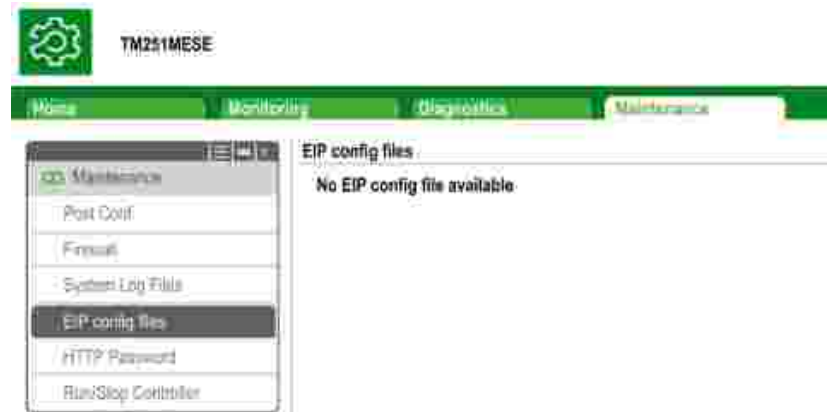 TM251MESE
Home Monitoring Diagnostics Maintenance
EIP config files
Maintenance
No EIP config file available
Post Conf
Firewall
System Log Files
EIP config files
HTTP Password
Run/Stop Controller